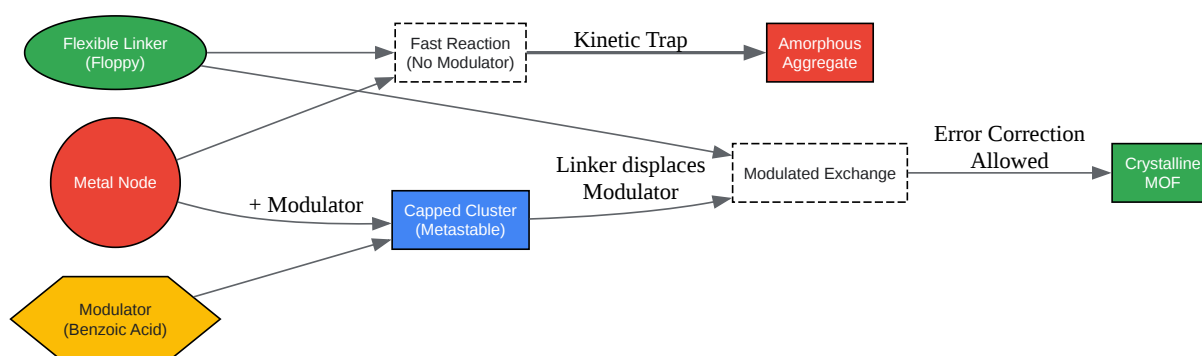 Flexible Linker
(Floppy)
Fast Reaction
(No Modulator)
Kinetic Trap
Amorphous
Aggregate
Metal Node
+ Modulator
Capped Cluster
(Metastable)
Linker displaces
Modulator
Modulated Exchange
Error Correction
Allowed
Crystalline
MOF
Modulator
(Benzoic Acid)